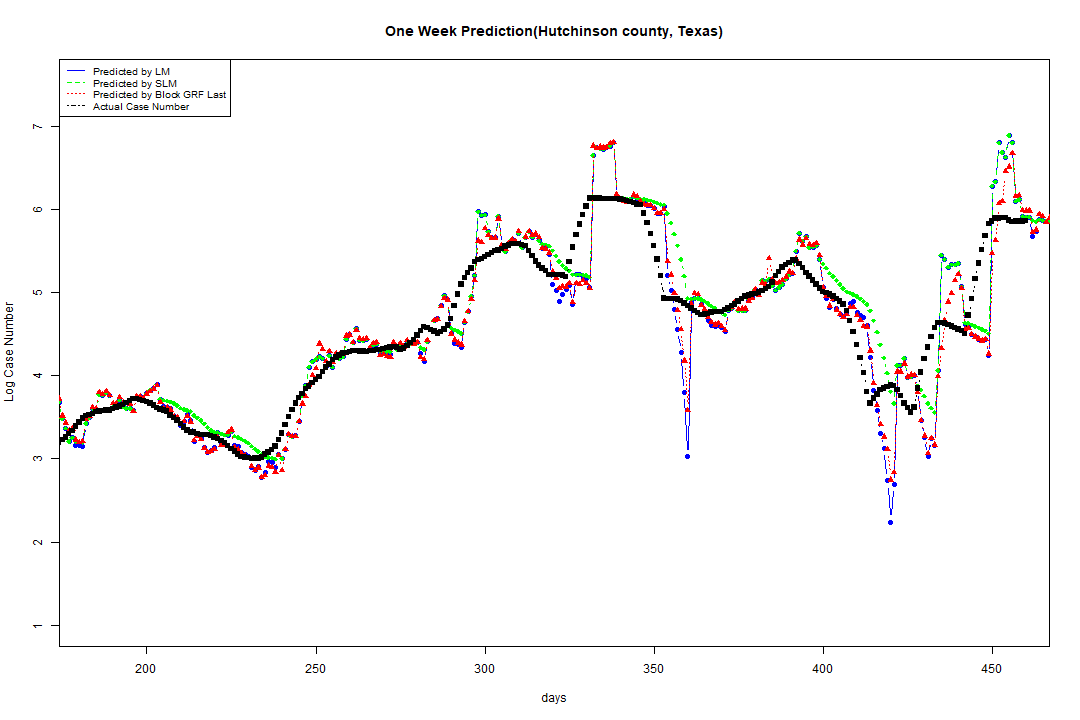 One Week Prediction(Hutchinson county, Texas)
Predicted by LM
Predicted by SLM
Predicted by Block GRF Last
Actual Case Number
7
6
5
4
3
2
1
Log Case Number
200 250 300 350 400 450
days